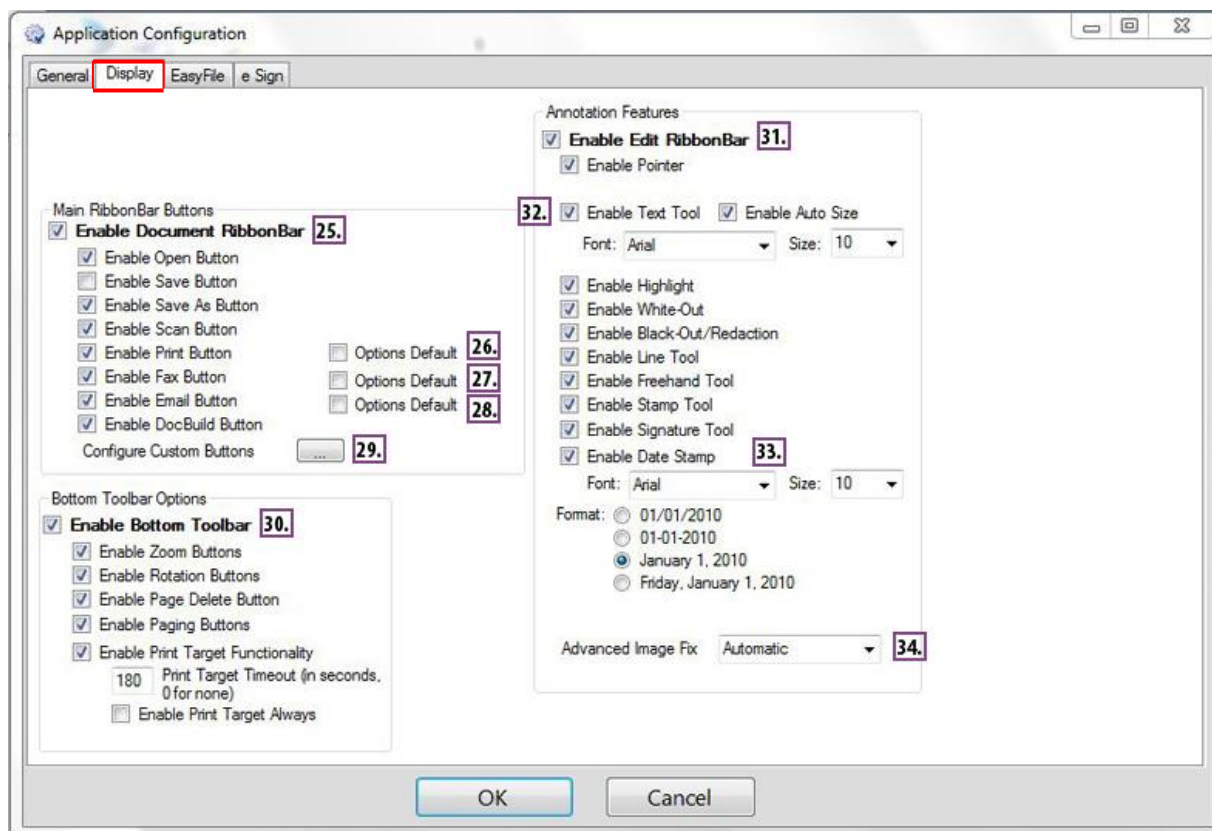 Application Configuration
General Display EasyFile e Sign
Main RibbonBar Buttons
Enable Document RibbonBar 25.
Enable Open Button
Enable Save Button
Enable Save As Button
Enable Scan Button
Enable Print Button Options Default 26.
Enable Fax Button Options Default 27.
Enable Email Button Options Default 28.
Enable DocBuild Button
Configure Custom Buttons ... 29.
Bottom Toolbar Options
Enable Bottom Toolbar 30.
Enable Zoom Buttons
Enable Rotation Buttons
Enable Page Delete Button
Enable Paging Buttons
Enable Print Target Functionality
180 Print Target Timeout (in seconds,
0 for none)
Enable Print Target Always
Annotation Features
Enable Edit RibbonBar 31.
Enable Pointer
32. Enable Text Tool Enable Auto Size
Font: Arial Size: 10
Enable Highlight
Enable White-Out
Enable Black-Out/Redaction
Enable Line Tool
Enable Freehand Tool
Enable Stamp Tool
Enable Signature Tool
Enable Date Stamp 33.
Font: Arial Size: 10
Format: 01/01/2010
01-01-2010
January 1, 2010
Friday, January 1, 2010
Advanced Image Fix Automatic 34.
OK Cancel